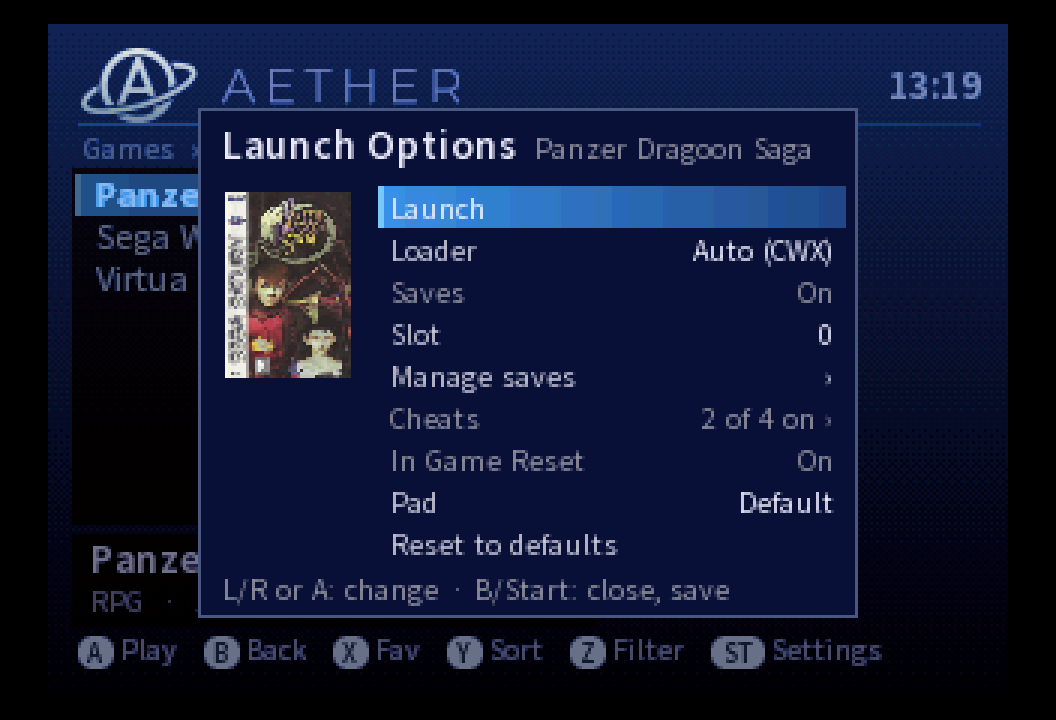 AETHER
13:19
Games ›
Launch Options Panzer Dragoon Saga
Panze
Sega W
Virtua
SEGA SATURN
Launch
Loader Auto (CWX)
Saves On
Slot 0
Manage saves ›
Cheats 2 of 4 on ›
In Game Reset On
Pad Default
Reset to defaults
L/R or A: change · B/Start: close, save
Panze
RPG ·
A Play B Back X Fav Y Sort Z Filter ST Settings